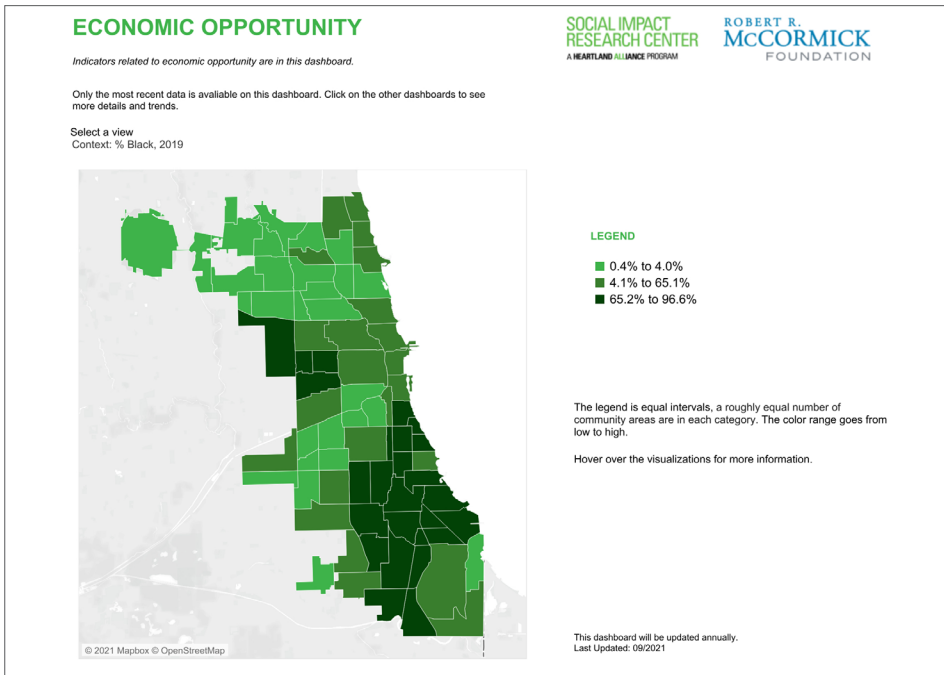 ECONOMIC OPPORTUNITY
SOCIAL IMPACT
RESEARCH CENTER
A HEARTLAND ALLIANCE PROGRAM
ROBERT R.
McCORMICK
FOUNDATION
Indicators related to economic opportunity are in this dashboard.
Only the most recent data is avaliable on this dashboard. Click on the other dashboards to see
more details and trends.
Select a view
Context: % Black, 2019
LEGEND
0.4% to 4.0%
4.1% to 65.1%
65.2% to 96.6%
The legend is equal intervals, a roughly equal number of
community areas are in each category. The color range goes from
low to high.
Hover over the visualizations for more information.
This dashboard will be updated annually.
Last Updated: 09/2021
© 2021 Mapbox © OpenStreetMap